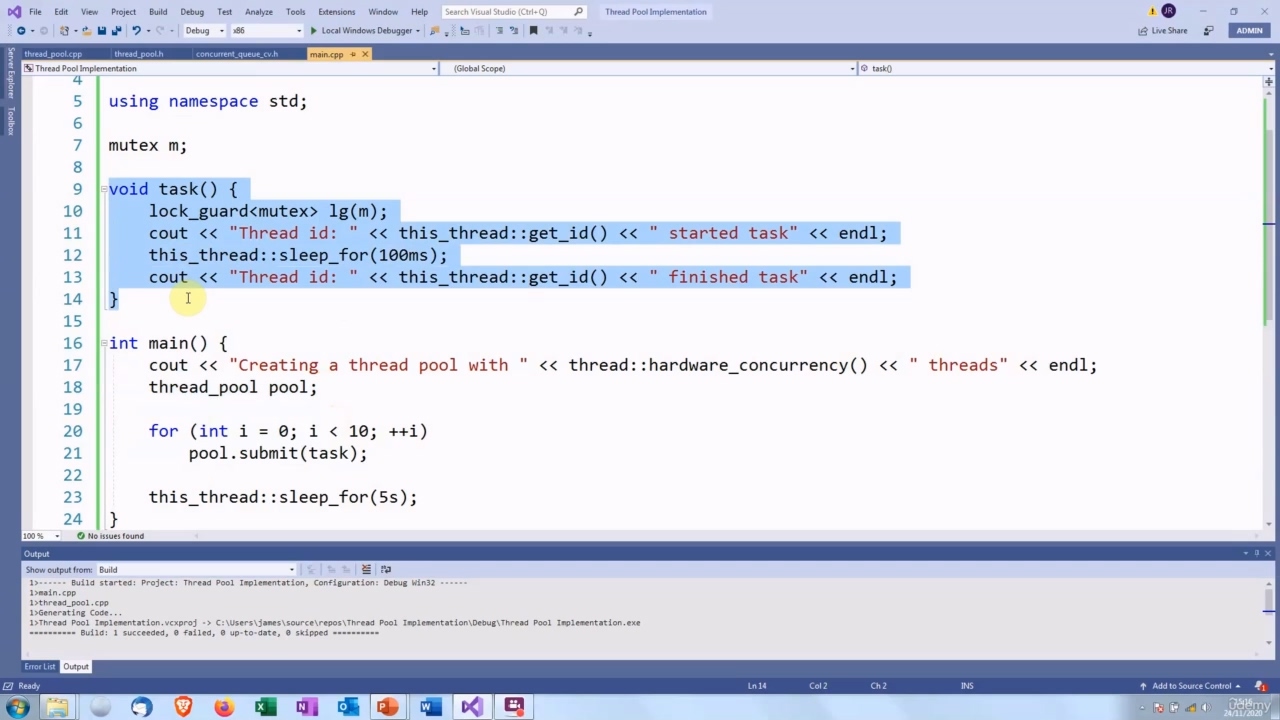 File Edit View Project Build Debug Test Analyze Tools Extensions Window Help Search Visual Studio (Ctrl+Q) Thread Pool Implementation JR
Debug x86 Local Windows Debugger Live Share ADMIN
thread_pool.cpp thread_pool.h concurrent_queue_cv.h main.cpp
Thread Pool Implementation (Global Scope) task()
Server Explorer
Toolbox
4
5 using namespace std;
6
7 mutex m;
8
9 void task() {
10 lock_guard<mutex> lg(m);
11 cout << "Thread id: " << this_thread::get_id() << " started task" << endl;
12 this_thread::sleep_for(100ms);
13 cout << "Thread id: " << this_thread::get_id() << " finished task" << endl;
14 }
15
16 int main() {
17 cout << "Creating a thread pool with " << thread::hardware_concurrency() << " threads" << endl;
18 thread_pool pool;
19
20 for (int i = 0; i < 10; ++i)
21 pool.submit(task);
22
23 this_thread::sleep_for(5s);
24 }
100 % No issues found
Output
Show output from: Build
1>------ Build started: Project: Thread Pool Implementation, Configuration: Debug Win32 ------
1>main.cpp
1>thread_pool.cpp
1>Generating Code...
1>Thread Pool Implementation.vcxproj -> C:\Users\james\source\repos\Thread Pool Implementation\Debug\Thread Pool Implementation.exe
========== Build: 1 succeeded, 0 failed, 0 up-to-date, 0 skipped ==========
Error List Output
Ready Ln 14 Col 2 Ch 2 INS Add to Source Control 1
udemy
24/11/2020